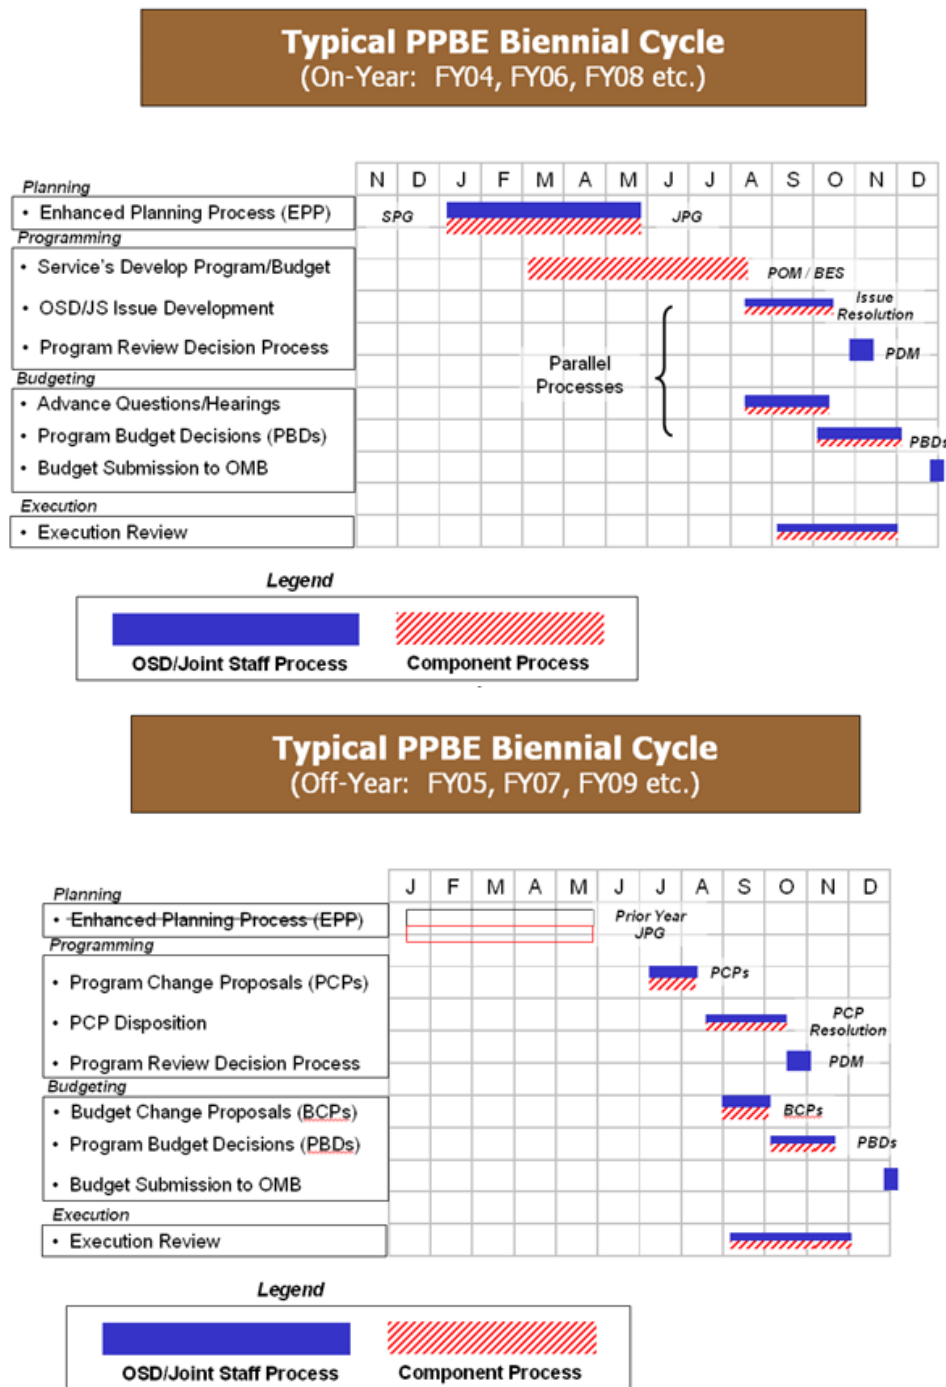 Typical PPBE Biennial Cycle
(On-Year: FY04, FY06, FY08 etc.)
N D J F M A M J J A S O N D
Planning
• Enhanced Planning Process (EPP)
SPG
JPG
Programming
• Service's Develop Program/Budget
POM / BES
• OSD/JS Issue Development
Issue
Resolution
• Program Review Decision Process
PDM
Parallel
Processes
Budgeting
• Advance Questions/Hearings
• Program Budget Decisions (PBDs)
PBDs
• Budget Submission to OMB
Execution
• Execution Review
Legend
OSD/Joint Staff Process
Component Process
Typical PPBE Biennial Cycle
(Off-Year: FY05, FY07, FY09 etc.)
J F M A M J J A S O N D
Planning
• Enhanced Planning Process (EPP)
Prior Year
JPG
Programming
• Program Change Proposals (PCPs)
PCPs
• PCP Disposition
PCP
Resolution
• Program Review Decision Process
PDM
Budgeting
• Budget Change Proposals (BCPs)
BCPs
• Program Budget Decisions (PBDs)
PBDs
• Budget Submission to OMB
Execution
• Execution Review
Legend
OSD/Joint Staff Process
Component Process